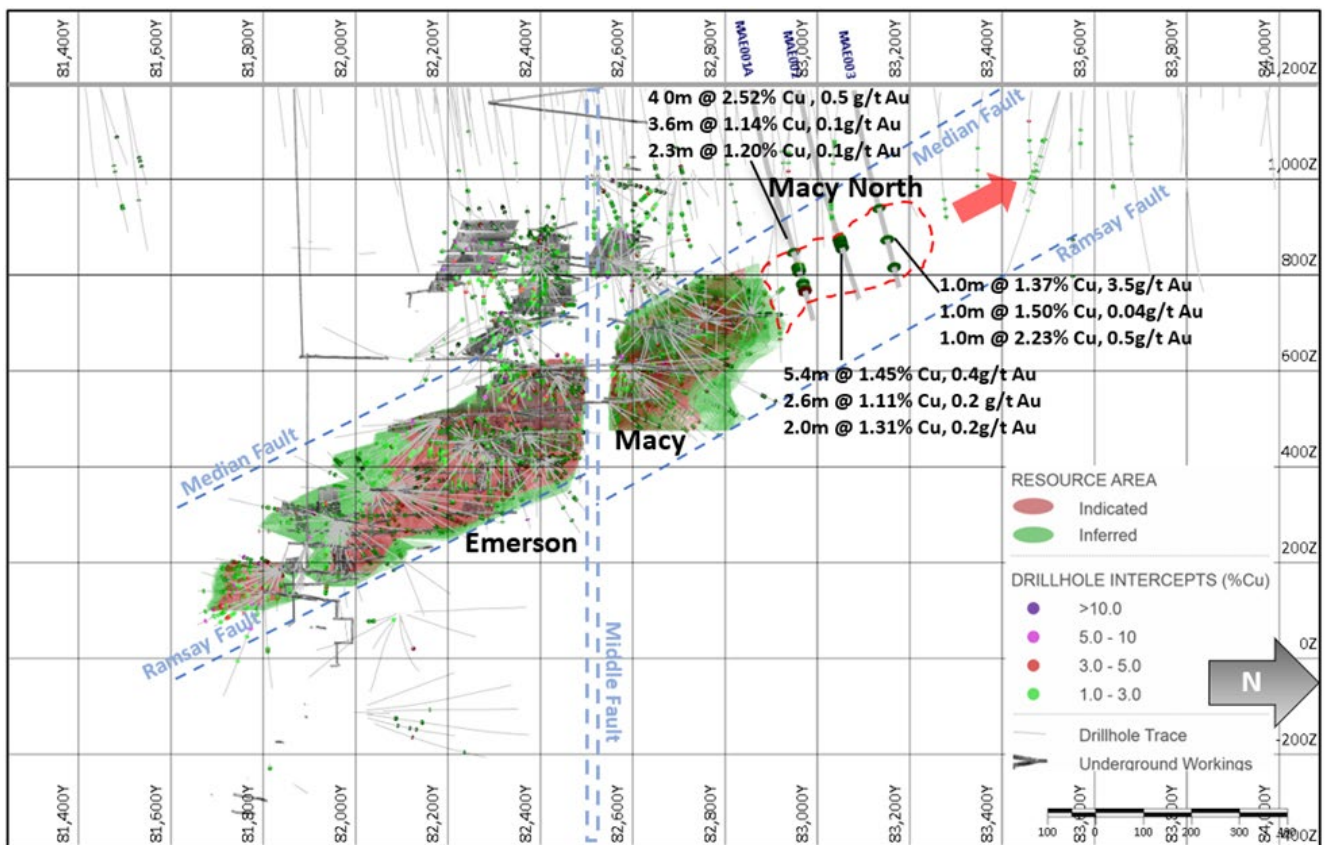 81,400Y
81,600Y
81,800Y
82,000Y
82,200Y
82,400Y
82,600Y
82,800Y
MAE001A
MAE002
83,000Y
MAE003
83,200Y
83,400Y
83,600Y
83,800Y
84,000Y
1,200Z
4 0m @ 2.52% Cu , 0.5 g/t Au
3.6m @ 1.14% Cu, 0.1g/t Au
2.3m @ 1.20% Cu, 0.1g/t Au
Median Fault
1,000Z
Macy North
Ramsay Fault
800Z
1.0m @ 1.37% Cu, 3.5g/t Au
1.0m @ 1.50% Cu, 0.04g/t Au
1.0m @ 2.23% Cu, 0.5g/t Au
600Z
5.4m @ 1.45% Cu, 0.4g/t Au
2.6m @ 1.11% Cu, 0.2 g/t Au
2.0m @ 1.31% Cu, 0.2g/t Au
Macy
400Z
Median Fault
Emerson
200Z
Ramsay Fault
Middle Fault
RESOURCE AREA
Indicated
Inferred
DRILLHOLE INTERCEPTS (%Cu)
>10.0
5.0 - 10
3.0 - 5.0
1.0 - 3.0
0Z
N
Drillhole Trace
Underground Workings
-200Z
81,400Y
81,600Y
81,800Y
82,000Y
82,200Y
82,400Y
82,600Y
82,800Y
83,000Y
83,200Y
83,400Y
83,600Y
83,800Y
100 0 100 200 300
-400Z